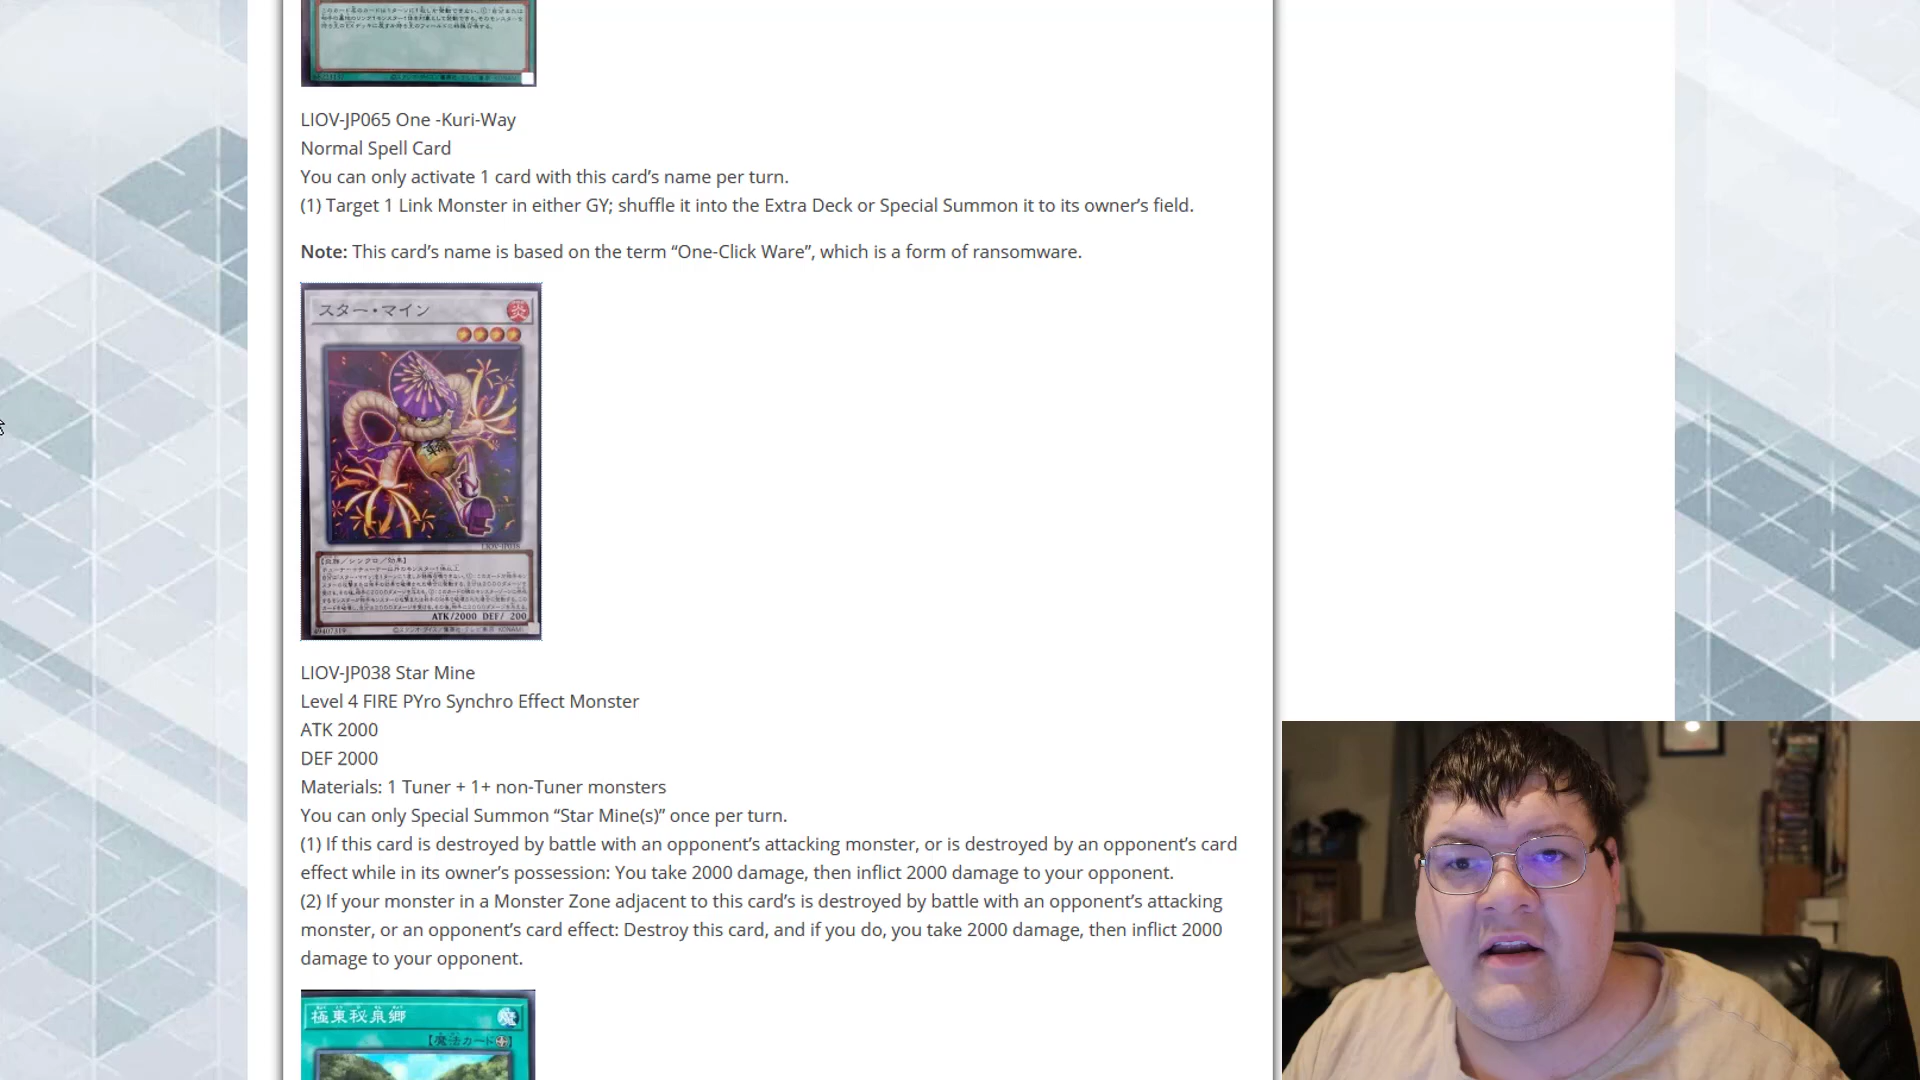 LIOV-JP065 One -Kuri-Way
Normal Spell Card
You can only activate 1 card with this card’s name per turn.
(1) Target 1 Link Monster in either GY; shuffle it into the Extra Deck or Special Summon it to its owner’s field.
Note: This card’s name is based on the term “One-Click Ware”, which is a form of ransomware.
スター・マイン
炎
LIOV-JP038
ATK/2000 DEF/ 200
LIOV-JP038 Star Mine
Level 4 FIRE PYro Synchro Effect Monster
ATK 2000
DEF 2000
Materials: 1 Tuner + 1+ non-Tuner monsters
You can only Special Summon “Star Mine(s)” once per turn.
(1) If this card is destroyed by battle with an opponent’s attacking monster, or is destroyed by an opponent’s card
effect while in its owner’s possession: You take 2000 damage, then inflict 2000 damage to your opponent.
(2) If your monster in a Monster Zone adjacent to this card’s is destroyed by battle with an opponent’s attacking
monster, or an opponent’s card effect: Destroy this card, and if you do, you take 2000 damage, then inflict 2000
damage to your opponent.
極東秘泉郷
魔
【魔法カード】